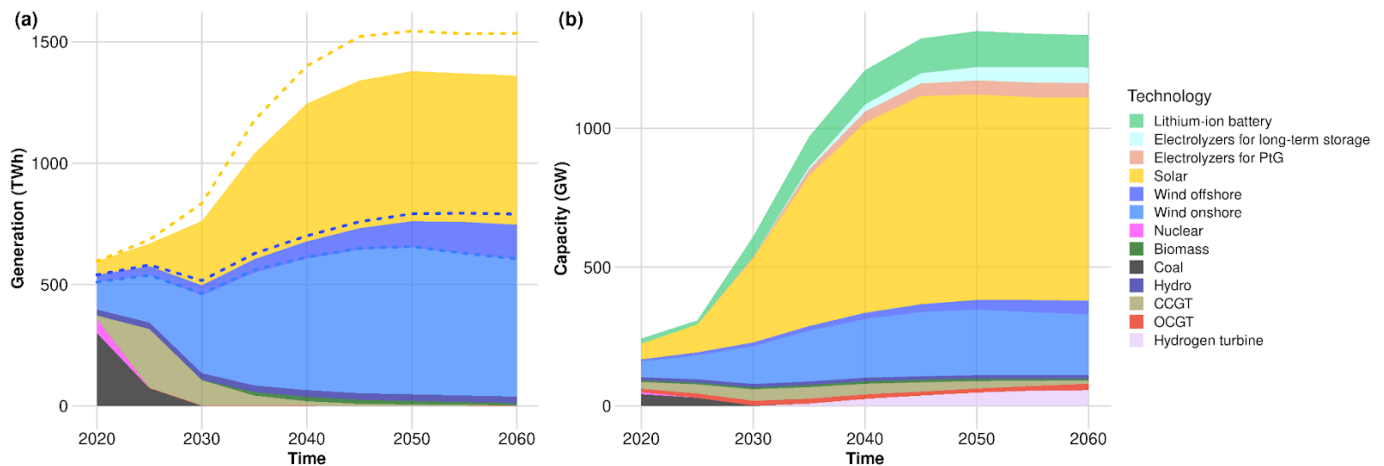 (a)
(b)
1500
1000
500
0
Generation (TWh)
2020
2030
2040
2050
2060
Time
1000
500
0
Capacity (GW)
2020
2030
2040
2050
2060
Time
Technology
Lithium-ion battery
Electrolyzers for long-term storage
Electrolyzers for PtG
Solar
Wind offshore
Wind onshore
Nuclear
Biomass
Coal
Hydro
CCGT
OCGT
Hydrogen turbine